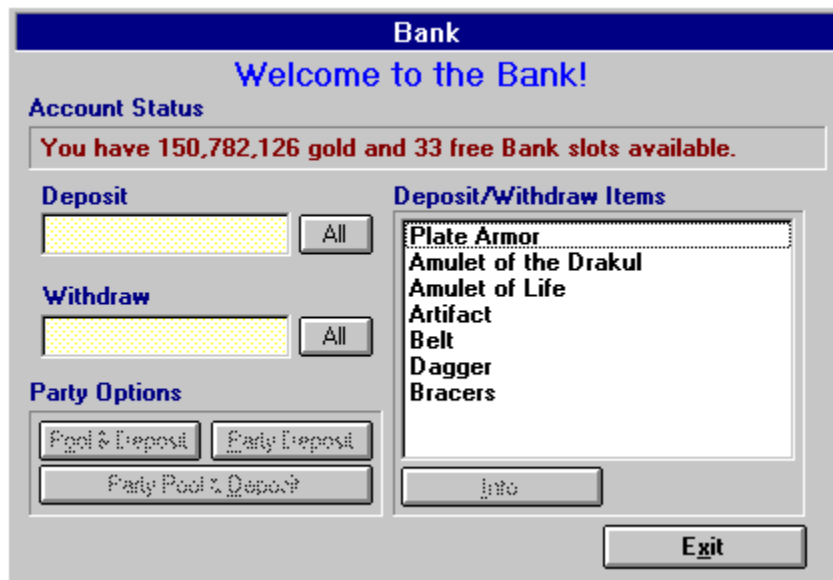 Bank
Welcome to the Bank!
Account Status
You have 150,782,126 gold and 33 free Bank slots available.
Deposit
All
Withdraw
All
Party Options
Pool & Deposit
Party Deposit
Party Pool & Deposit
Deposit/Withdraw Items
Plate Armor
Amulet of the Drakul
Amulet of Life
Artifact
Belt
Dagger
Bracers
Info
Exit